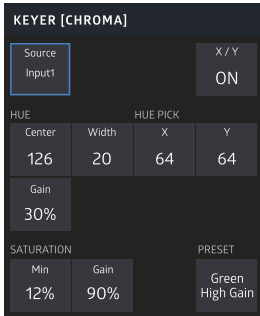 KEYER [CHROMA]
Source
Input1
X / Y
ON
HUE
HUE PICK
Center
Width
X
Y
126
20
64
64
Gain
30%
SATURATION
PRESET
Min
Gain
12%
90%
Green
High Gain